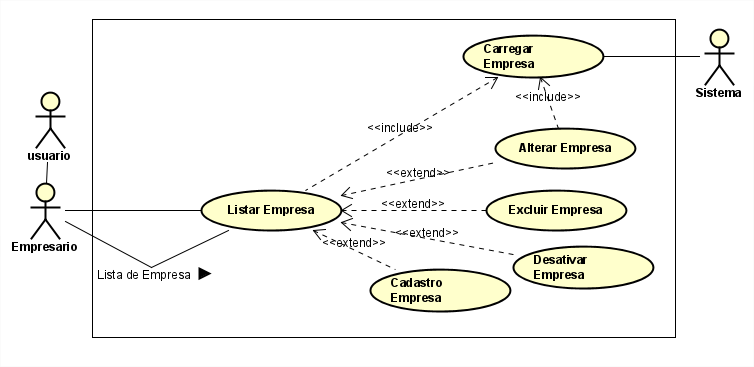 Carregar
Empresa
Sistema
<<include>>
usuario
<<include>>
Alterar Empresa
<<extend>>
Listar Empresa
<<extend>>
Excluir Empresa
Empresario
<<extend>>
<<extend>>
Desativar
Empresa
Lista de Empresa
Cadastro
Empresa